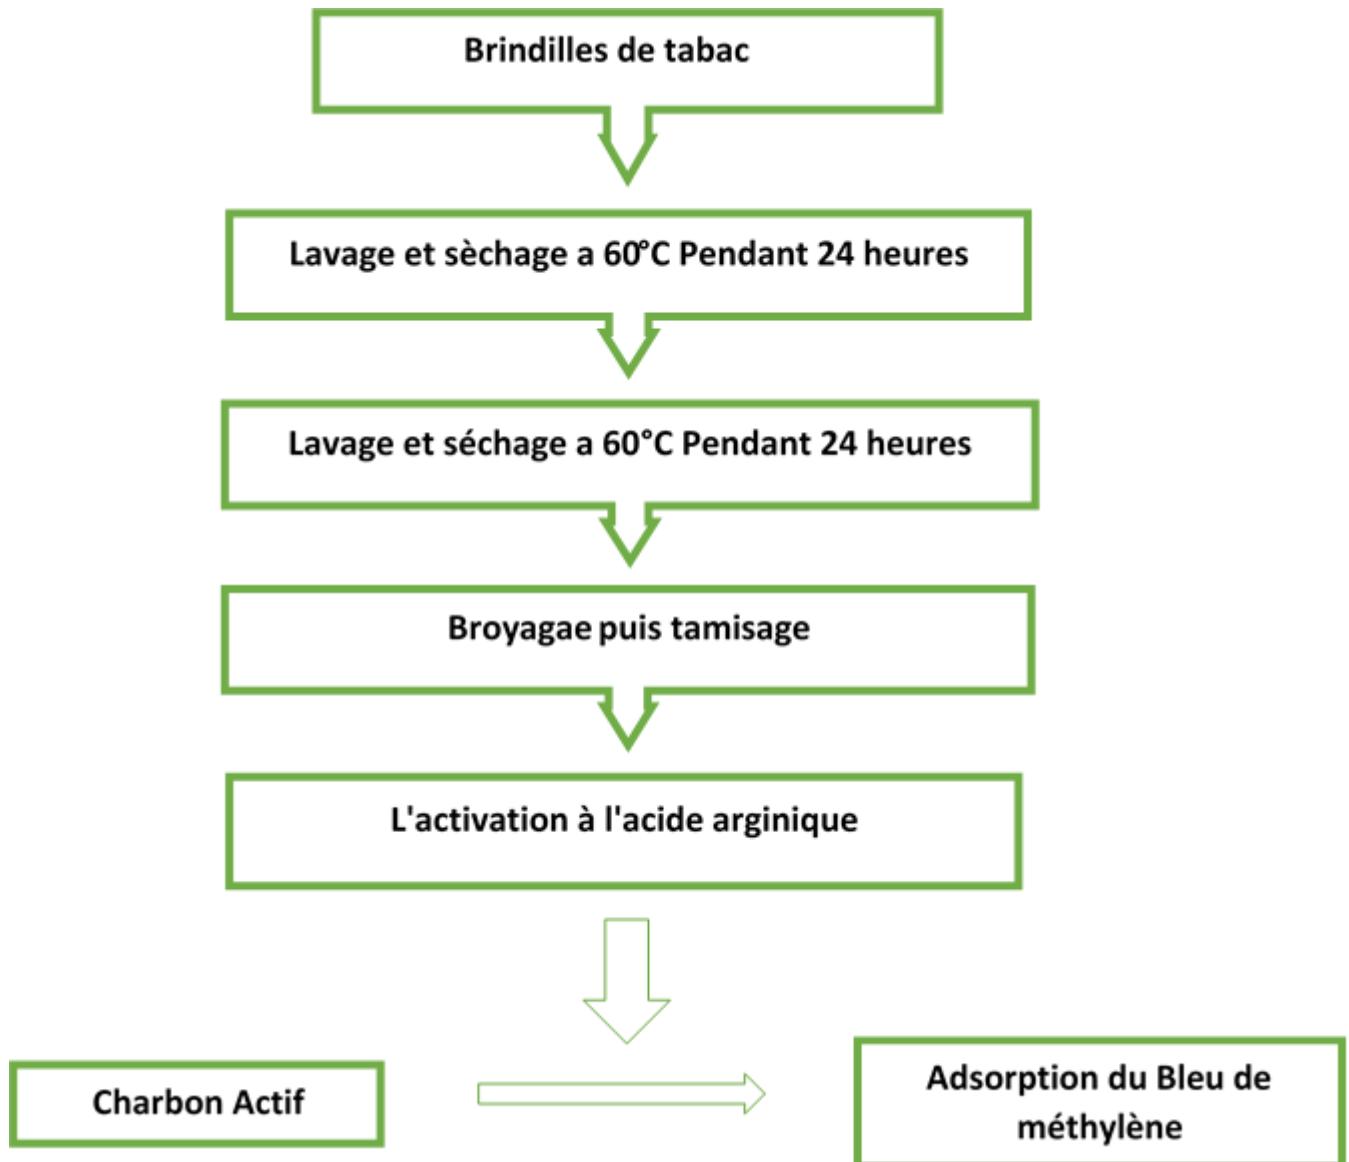 Brindilles de tabac
Lavage et sèchage a 60°C Pendant 24 heures
Lavage et séchage a 60°C Pendant 24 heures
Broyagae puis tamisage
L'activation à l'acide arginique
Charbon Actif
Adsorption du Bleu de
méthylène